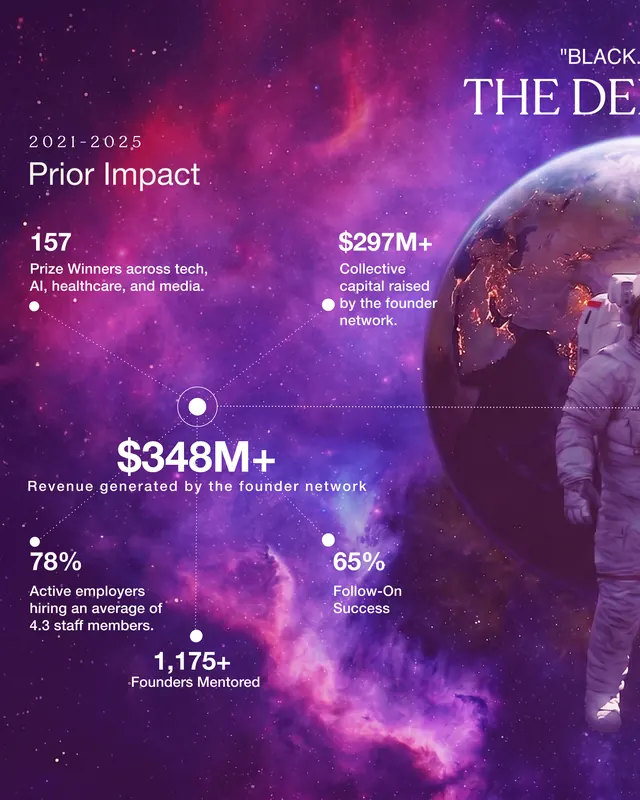 "BLACK.
THE DE
2021-2025
Prior Impact
157
Prize Winners across tech,
AI, healthcare, and media.
$297M+
Collective
capital raised
by the founder
network.
$348M+
Revenue generated by the founder network
78%
Active employers
hiring an average of
4.3 staff members.
65%
Follow-On
Success
1,175+
Founders Mentored